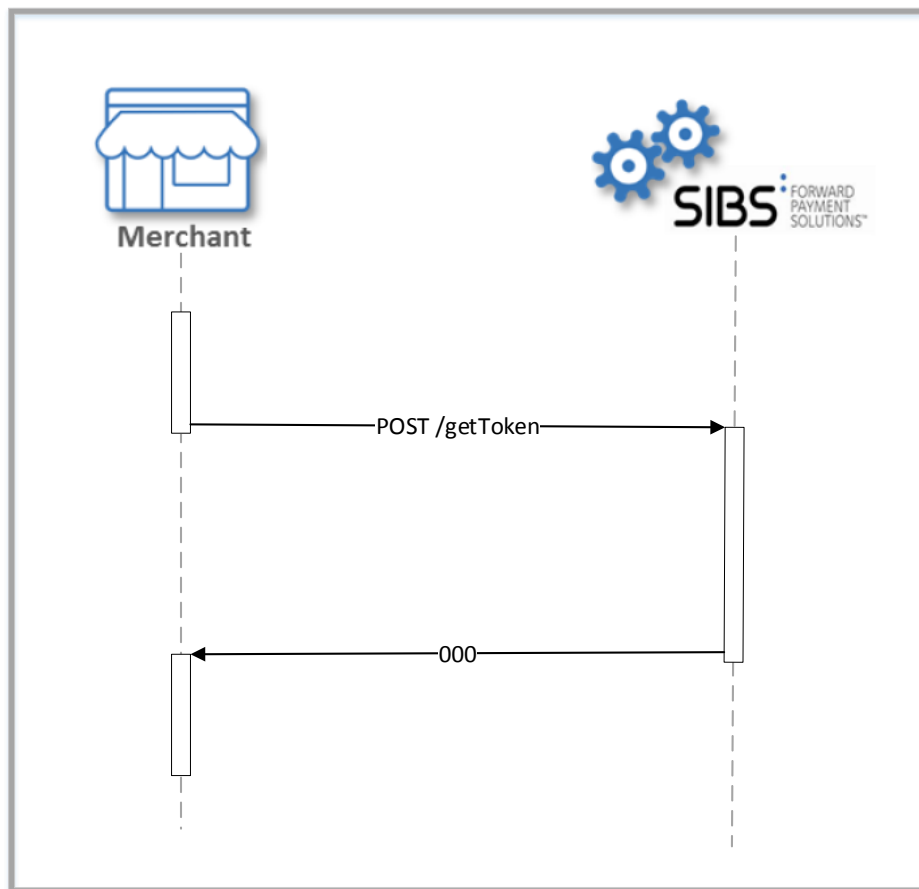 SIBS FORWARD
PAYMENT
SOLUTIONS™
Merchant
POST /getToken
000